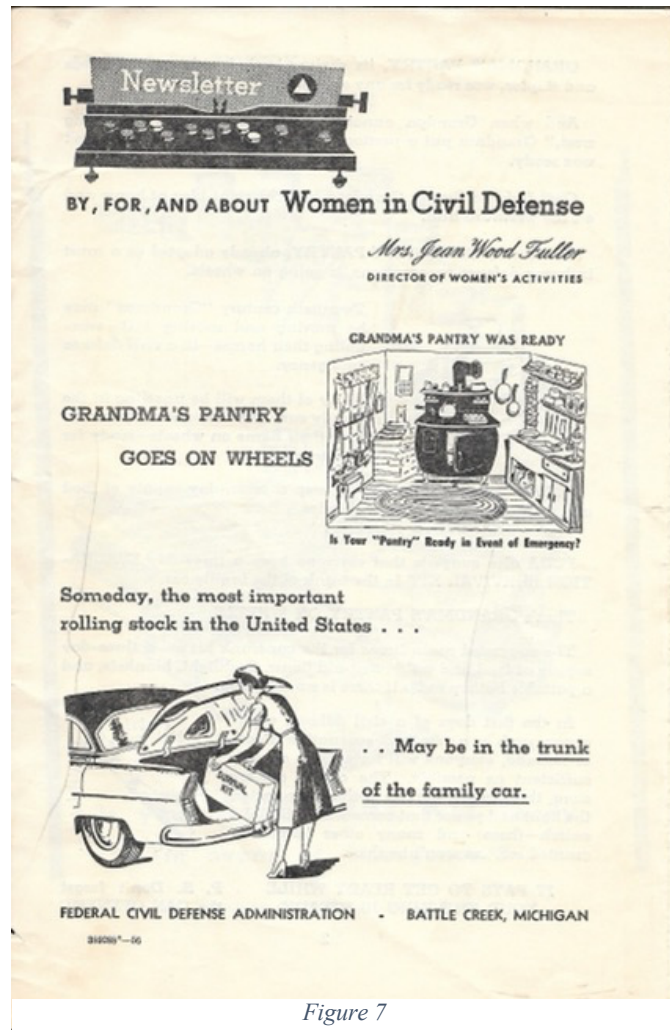 Newsletter
BY, FOR, AND ABOUT Women in Civil Defense
Mrs. Jean Wood Fuller
DIRECTOR OF WOMEN'S ACTIVITIES
GRANDMA'S PANTRY WAS READY
GRANDMA'S PANTRY
GOES ON WHEELS
Is Your "Pantry" Ready in Event of Emergency?
Someday, the most important
rolling stock in the United States . . .
SURVIVAL
KIT
. . May be in the trunk
of the family car.
FEDERAL CIVIL DEFENSE ADMINISTRATION - BATTLE CREEK, MICHIGAN
Figure 7